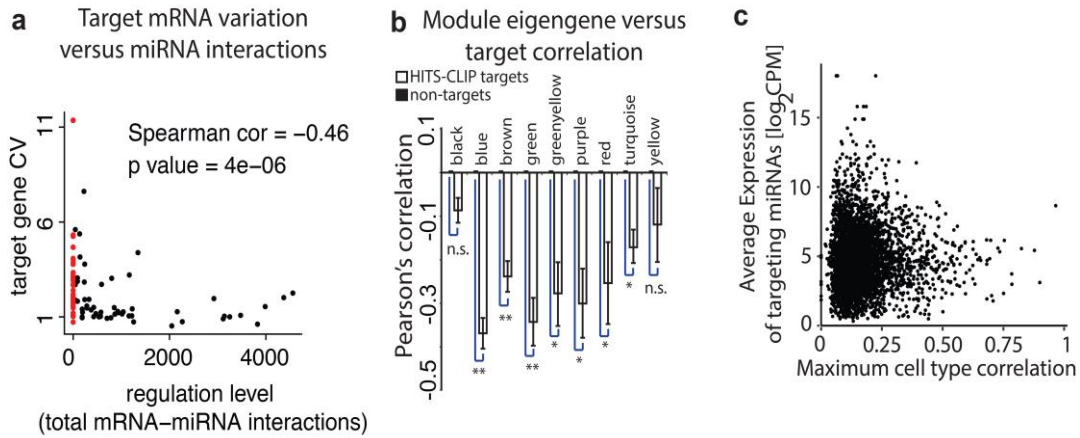 a
Target mRNA variation
versus miRNA interactions
11
6
1
target gene CV
Spearman cor = −0.46
p value = 4e−06
0
2000
4000
regulation level
(total mRNA−miRNA interactions)
b
Module eigengene versus
target correlation
HITS-CLIP targets
non-targets
Pearson's correlation
0.1
-0.1
-0.3
-0.5
black
blue
brown
green
greenyellow
purple
red
turquoise
yellow
n.s.
**
**
**
*
*
*
*
n.s.
c
Average Expression
of targeting miRNAs [log2CPM]
20
15
10
5
0
0
0.25
0.50
0.75
1
Maximum cell type correlation